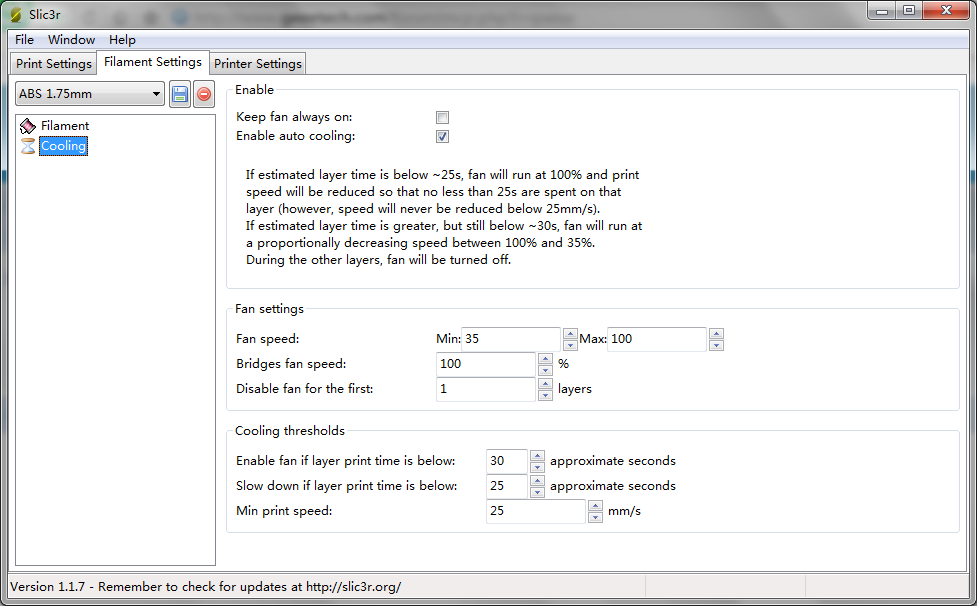 Slic3r
File Window Help
Print Settings Filament Settings Printer Settings
ABS 1.75mm
Filament
Cooling
Enable
Keep fan always on:
Enable auto cooling:
If estimated layer time is below ~25s, fan will run at 100% and print
speed will be reduced so that no less than 25s are spent on that
layer (however, speed will never be reduced below 25mm/s).
If estimated layer time is greater, but still below ~30s, fan will run at
a proportionally decreasing speed between 100% and 35%.
During the other layers, fan will be turned off.
Fan settings
Fan speed: Min: 35 Max: 100
Bridges fan speed: 100 %
Disable fan for the first: 1 layers
Cooling thresholds
Enable fan if layer print time is below: 30 approximate seconds
Slow down if layer print time is below: 25 approximate seconds
Min print speed: 25 mm/s
Version 1.1.7 - Remember to check for updates at http://slic3r.org/